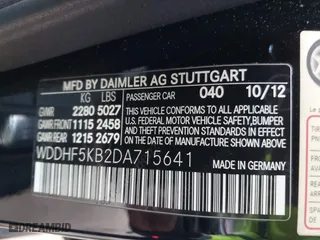 MFD BY DAIMLER AG STUTTGART
KG LBS PASSENGER CAR 040 10/12
GVWR 2280 5027
GAWR FRONT 1115 2458
GAWR REAR 1215 2679
THIS VEHICLE CONFORMS TO ALL
APPLICABLE FEDERAL MOTOR VEHICLE
SAFETY, BUMPER AND THEFT PREVENTION
STANDARDS IN EFFECT ON THE
DATE OF MANUFACTURE SHOWN ABOVE.
WDDHF5KB2DA715641
MADE IN GERMANY
DREAMBID